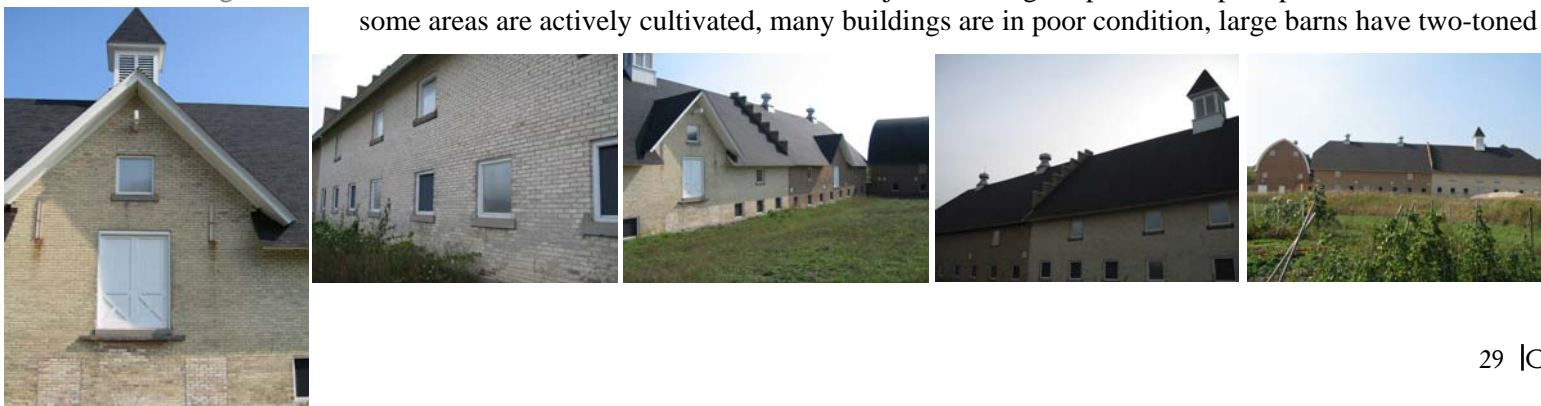 some areas are actively cultivated, many buildings are in poor condition, large barns have two-toned
29 |C